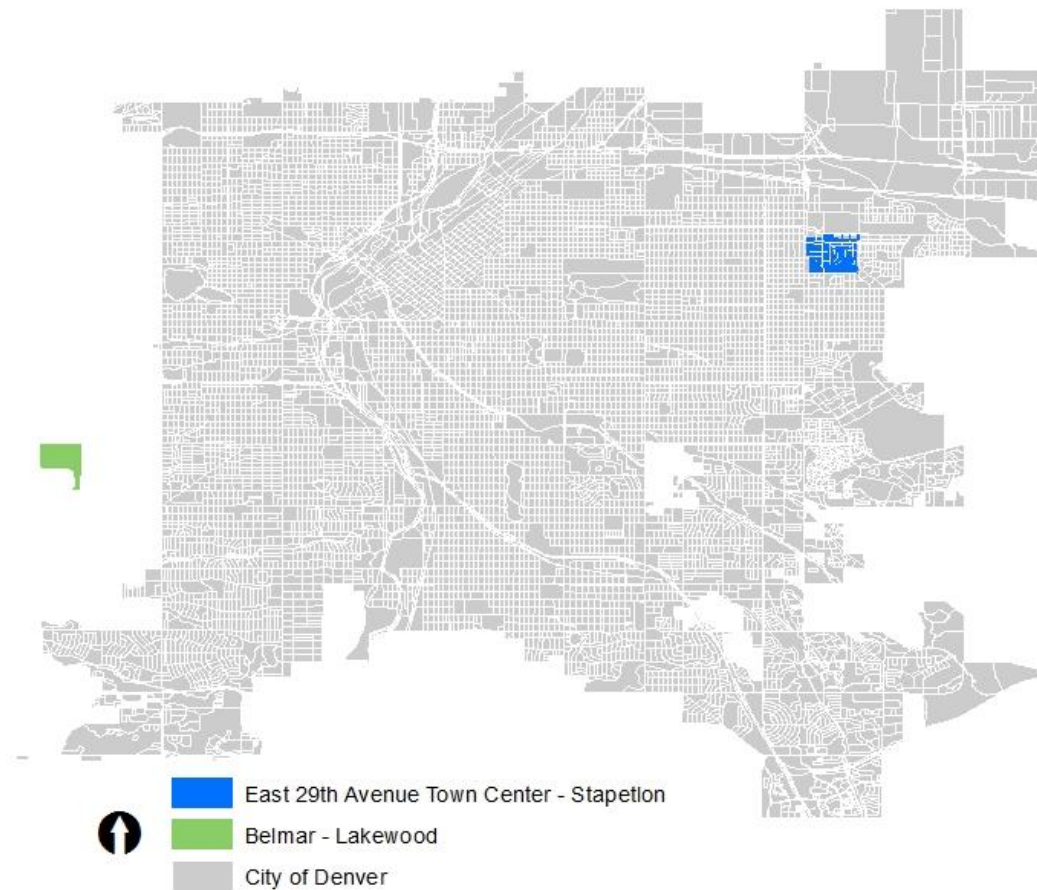 East 29th Avenue Town Center - Stapetlon
Belmar - Lakewood
City of Denver